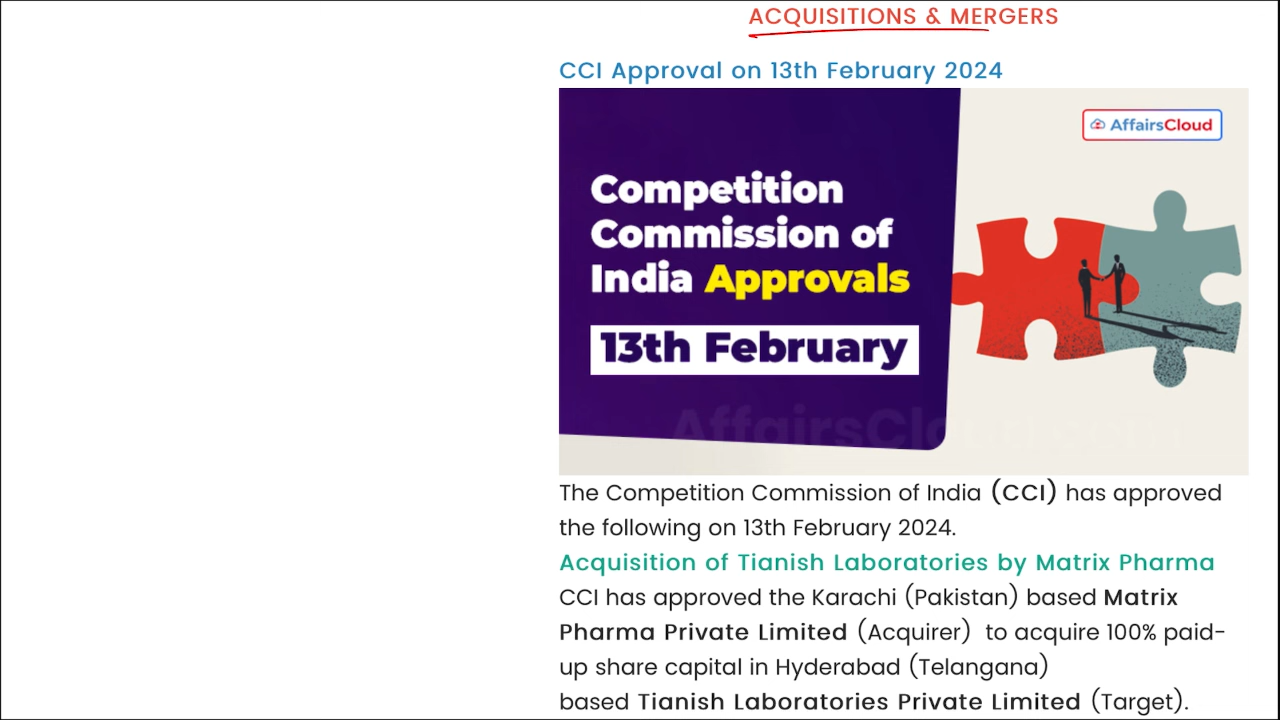 ACQUISITIONS & MERGERS
CCI Approval on 13th February 2024
AffairsCloud
Competition
Commission of
India Approvals
13th February
AffairsCloud.com
The Competition Commission of India (CCI) has approved
the following on 13th February 2024.
Acquisition of Tianish Laboratories by Matrix Pharma
CCI has approved the Karachi (Pakistan) based Matrix
Pharma Private Limited (Acquirer)  to acquire 100% paid-
up share capital in Hyderabad (Telangana)
based Tianish Laboratories Private Limited (Target).